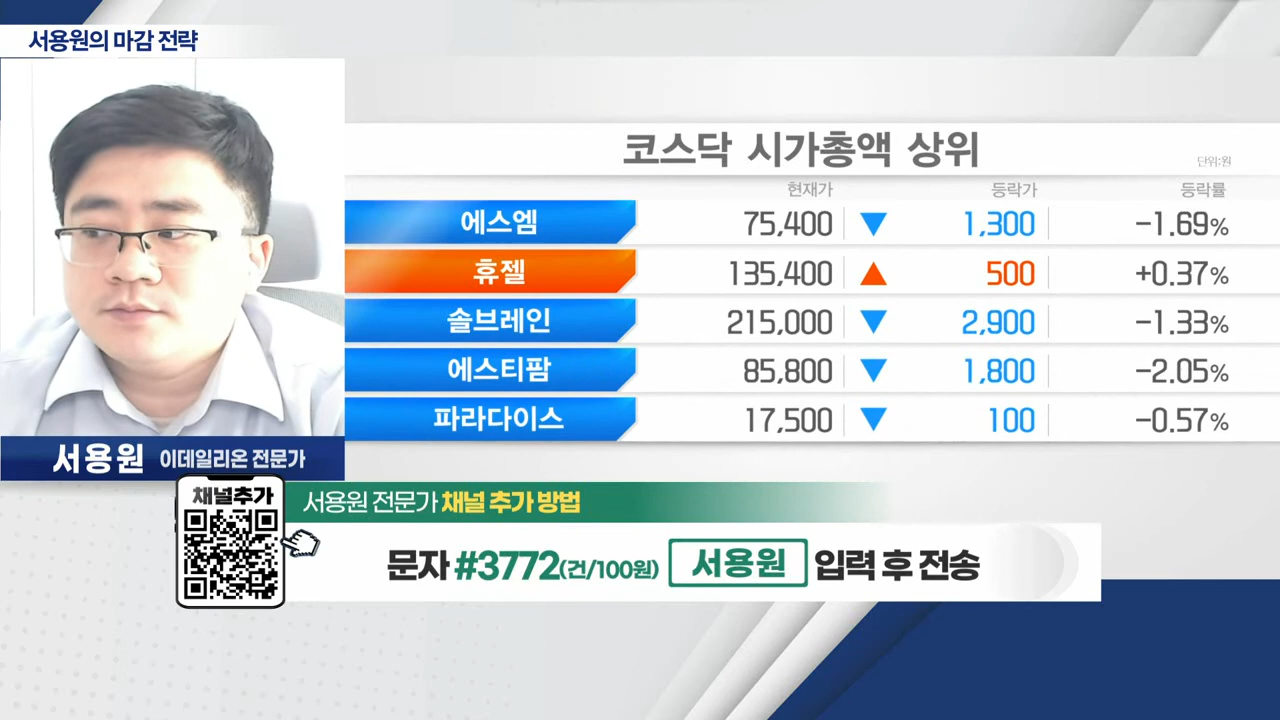 서용원의 마감 전략
코스닥 시가총액 상위
단위:원
현재가 등락가 등락률
에스엠 75,400 ▼ 1,300 -1.69%
휴젤 135,400 ▲ 500 +0.37%
솔브레인 215,000 ▼ 2,900 -1.33%
에스티팜 85,800 ▼ 1,800 -2.05%
파라다이스 17,500 ▼ 100 -0.57%
서용원 이데일리온 전문가
채널추가
서용원 전문가 채널 추가 방법
문자 #3772(건/100원) 서용원 입력 후 전송